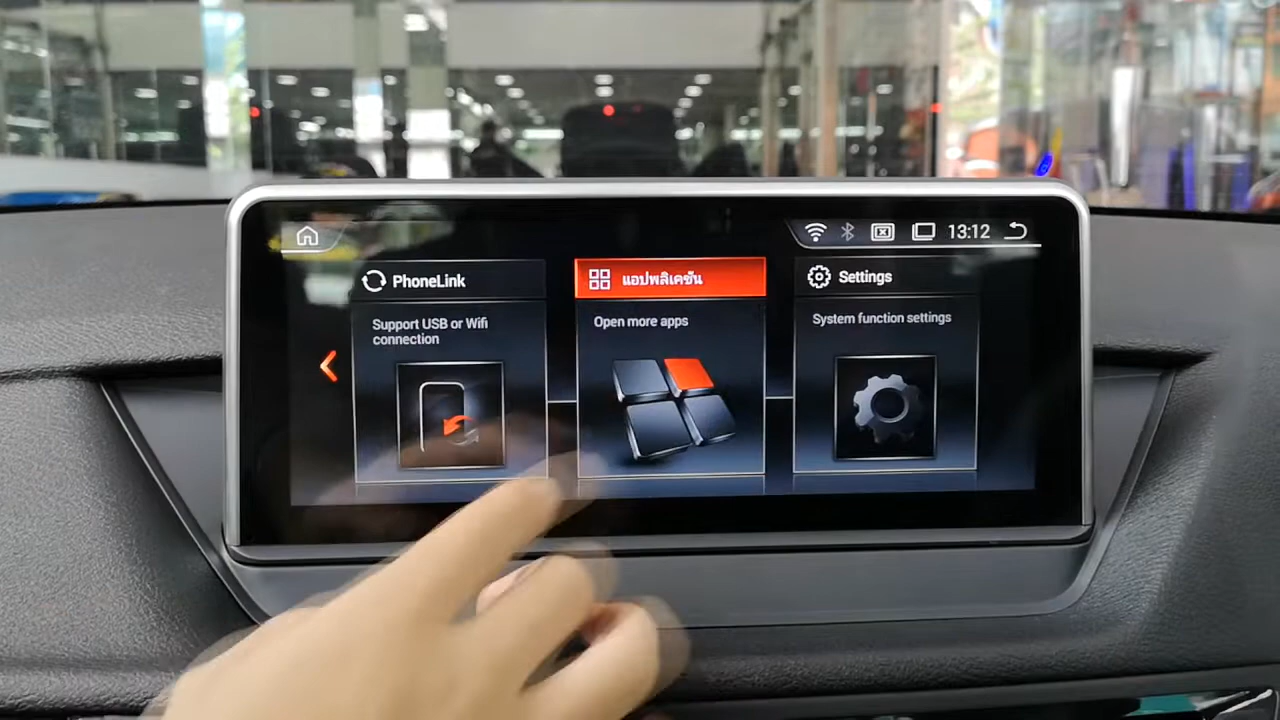 13:12
PhoneLink
Support USB or Wifi
connection
แอปพลิเคชัน
Open more apps
Settings
System function settings